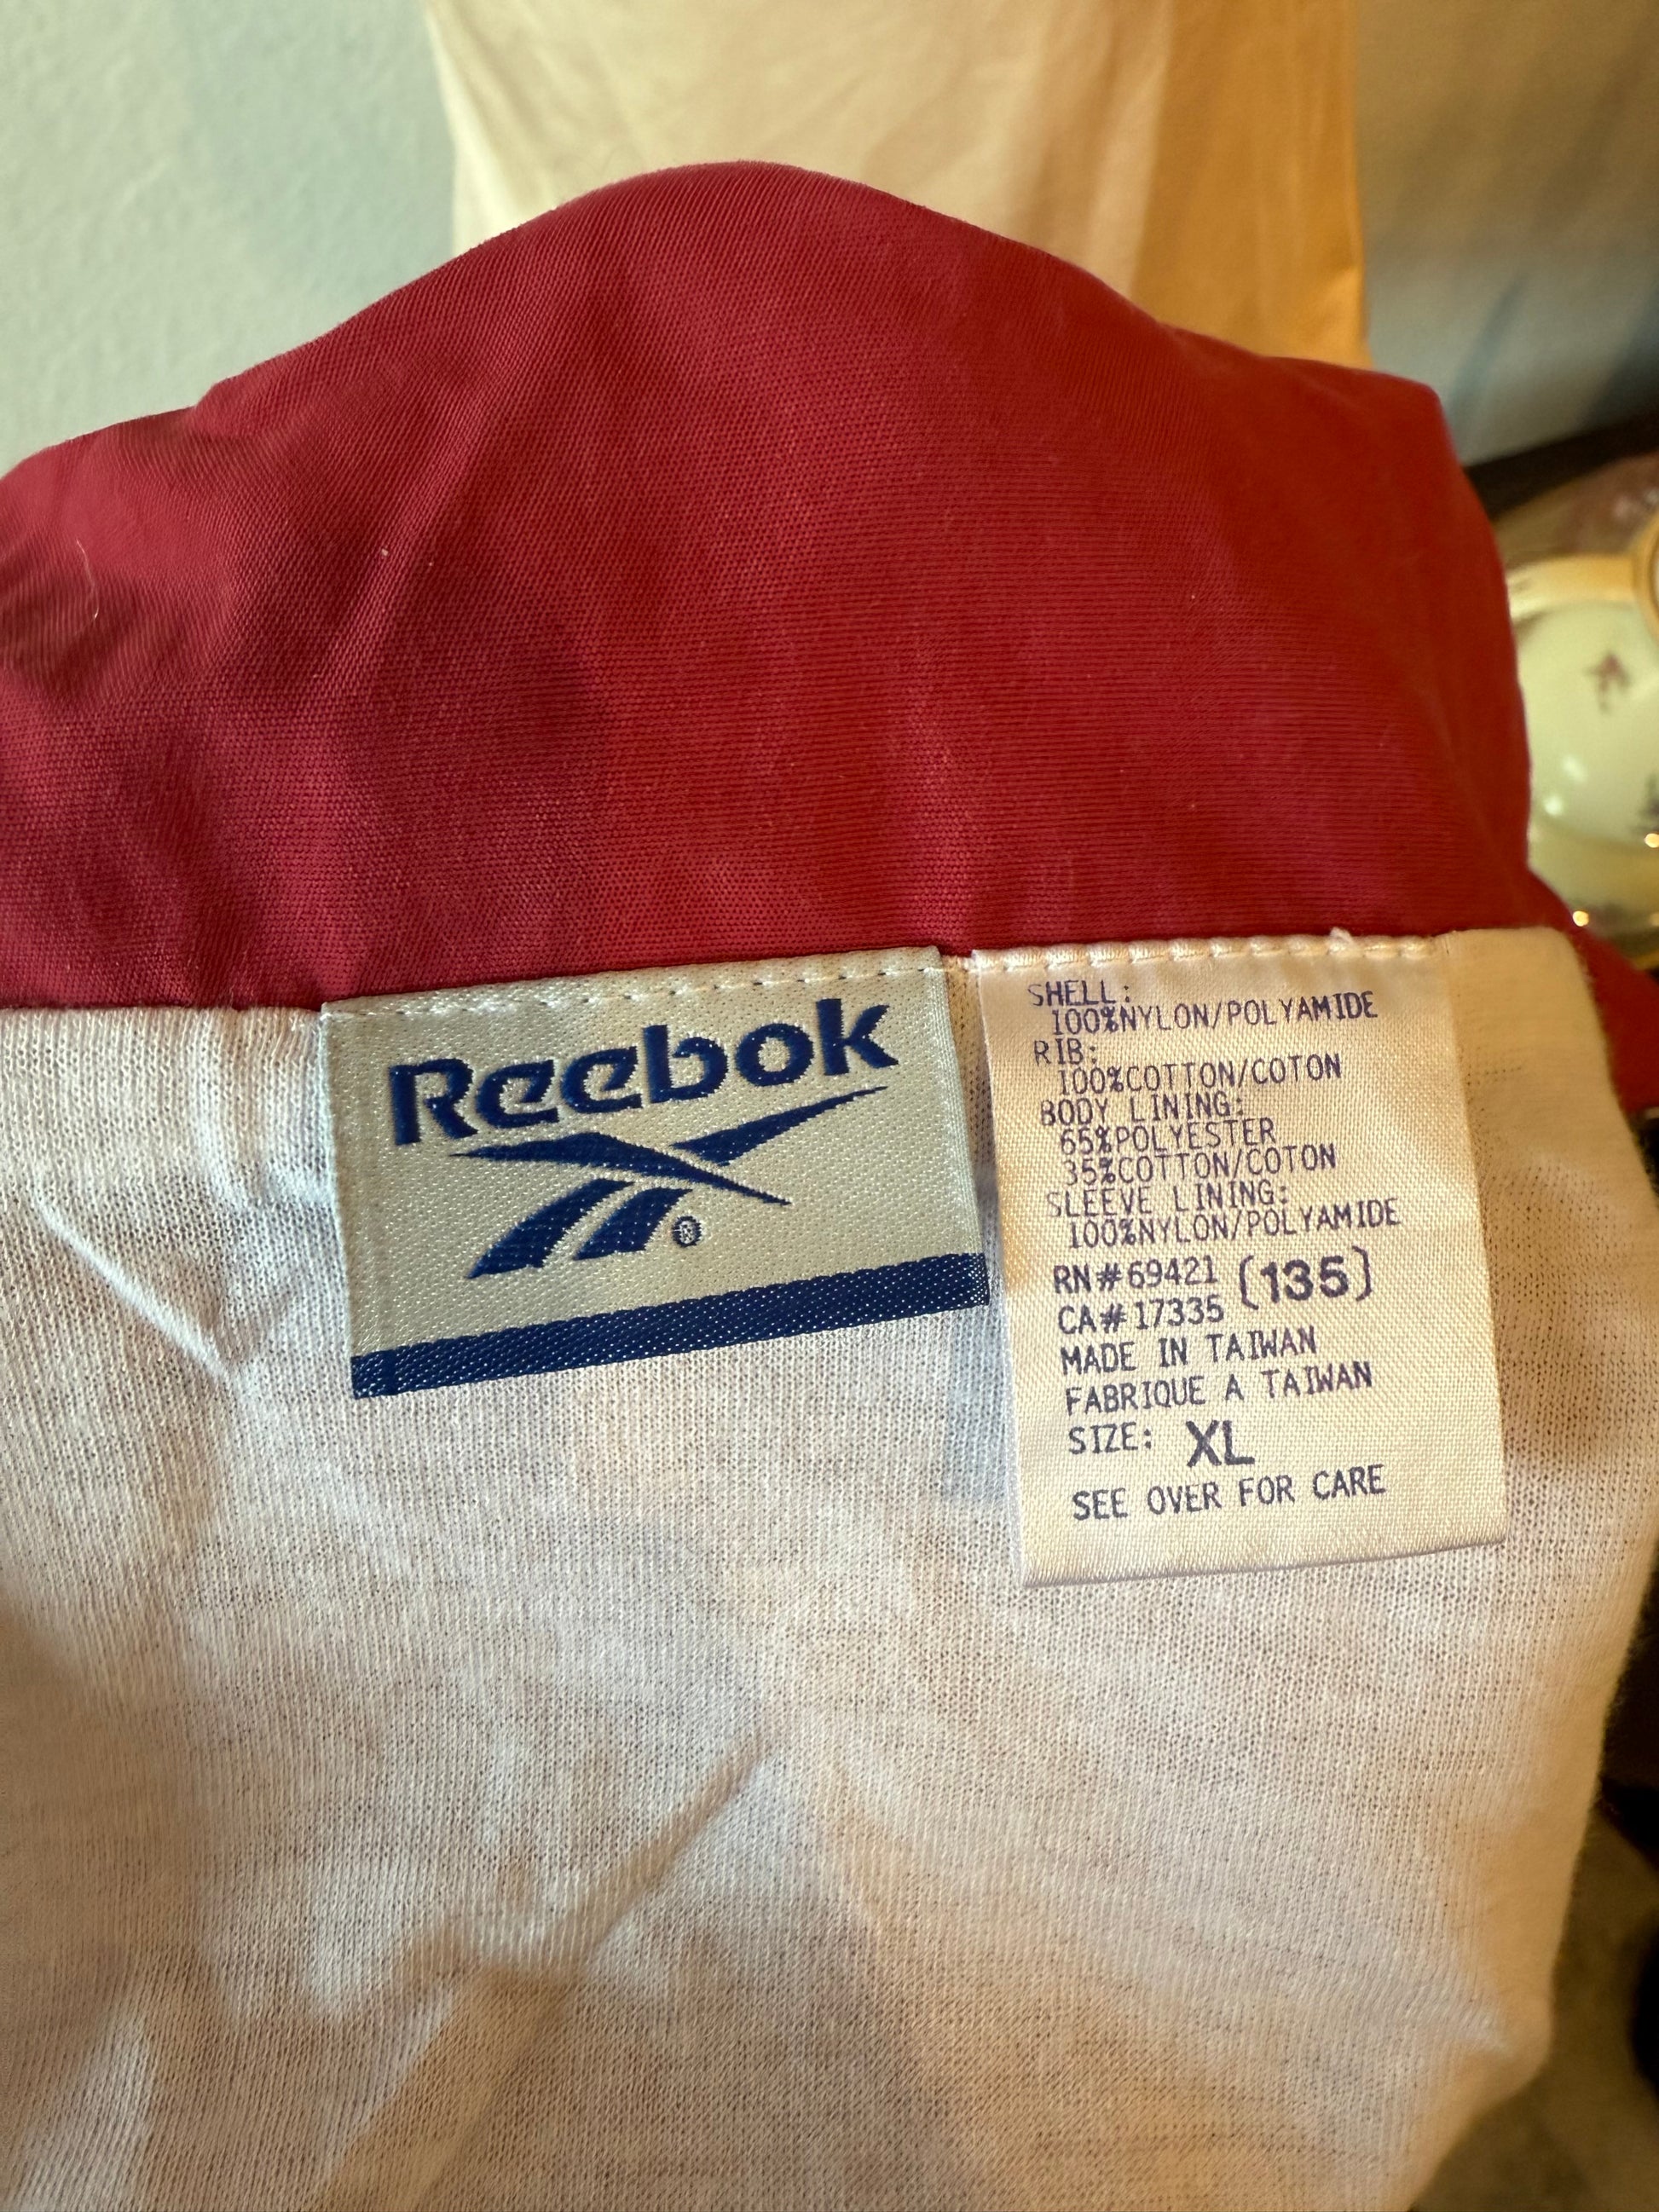 Reebok
®
SHELL:
100%NYLON/POLYAMIDE
RIB:
100%COTTON/COTON
BODY LINING:
65%POLYESTER
35%COTTON/COTON
SLEEVE LINING:
100%NYLON/POLYAMIDE
RN#69421 (135)
CA#17335
MADE IN TAIWAN
FABRIQUE A TAIWAN
SIZE: XL
SEE OVER FOR CARE